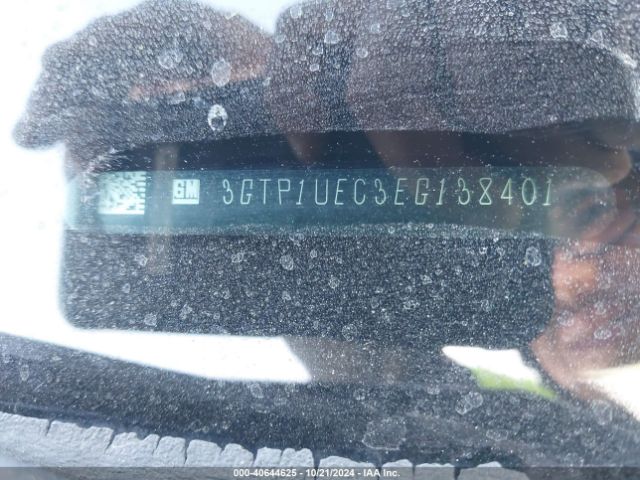 GM 3GTP1UEC3EG138401
000-40644625 | 10/21/2024 | IAA Inc.